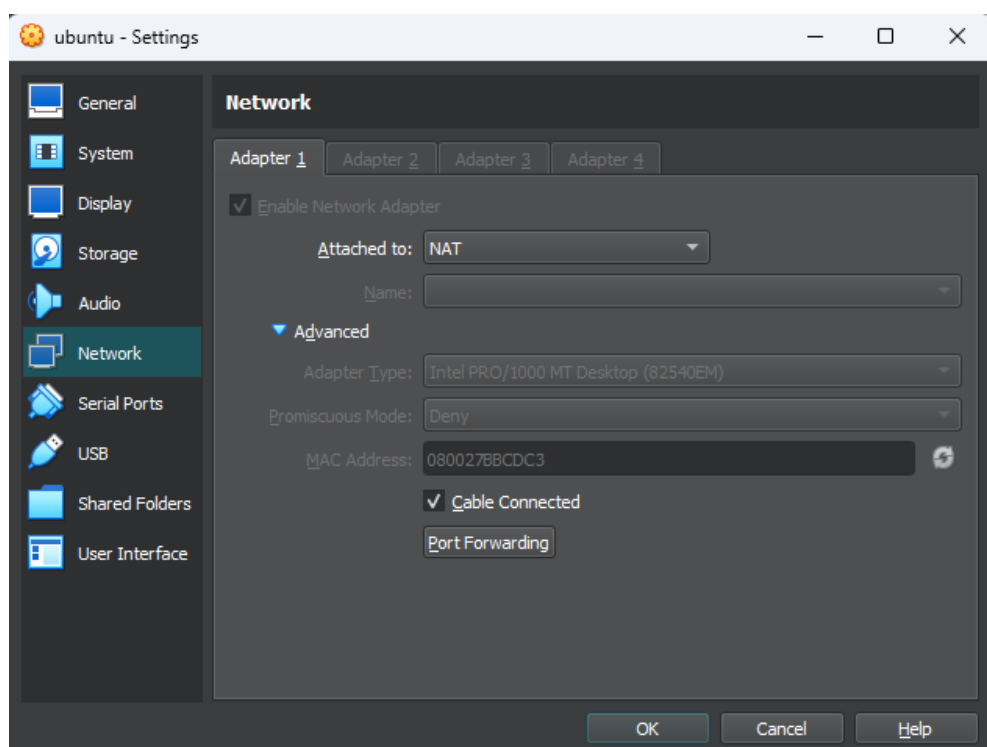 ubuntu - Settings
General
System
Display
Storage
Audio
Network
Serial Ports
USB
Shared Folders
User Interface
Network
Adapter 1 Adapter 2 Adapter 3 Adapter 4
Enable Network Adapter
Attached to: NAT
Name:
Advanced
Adapter Type: Intel PRO/1000 MT Desktop (82540EM)
Promiscuous Mode: Deny
MAC Address: 080027BBCDC3
Cable Connected
Port Forwarding
OK Cancel Help